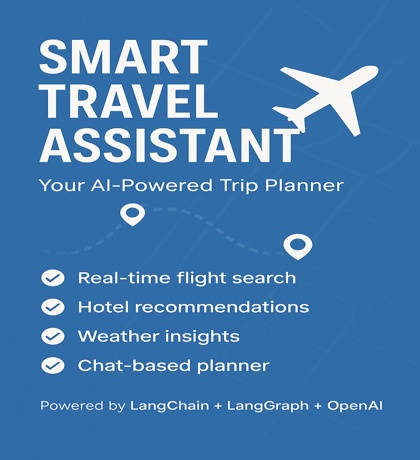 SMART
TRAVEL
ASSISTANT
Your AI-Powered Trip Planner
Real-time flight search
Hotel recommendations
Weather insights
Chat-based planner
Powered by LangChain + LangGraph + OpenAI